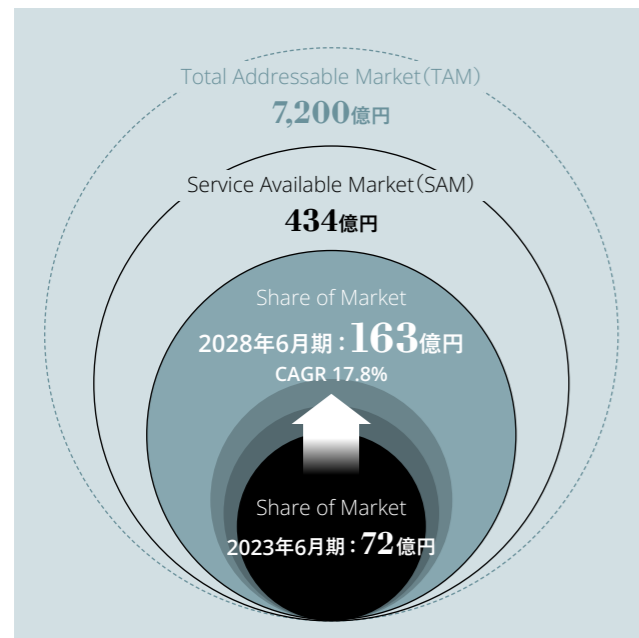 Total Addressable Market（TAM）
7,200億円
Service Available Market（SAM）
434億円
Share of Market
2028年6月期：163億円
CAGR 17.8%
Share of Market
2023年6月期：72億円